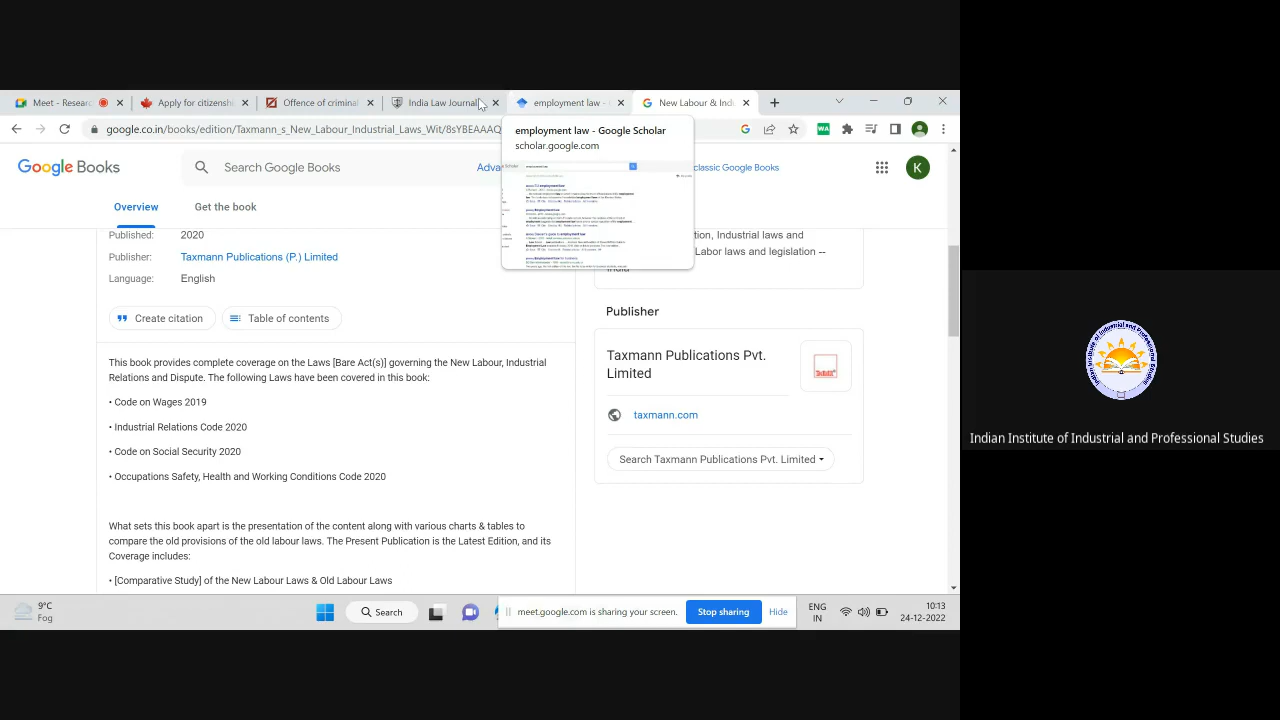 Meet - Resear
Apply for citizenshi
Offence of criminal
India Law Journal
employment law -
New Labour & Indu
google.co.in/books/edition/Taxmann_s_New_Labour_Industrial_Laws_Wit/8sYBEAAAQ
employment law - Google Scholar
scholar.google.com
Google Books
Search Google Books
Advan
classic Google Books
K
Overview
Get the book
Published:
20
tion, Industrial laws and
Publisher:
Taxmann Publications (P.) Limited
Labor laws and legislation --
India
Language:
English
Create citation
Table of contents
Publisher
Taxmann Publications Pvt.
Limited
taxmann.com
Search Taxmann Publications Pvt. Limited
This book provides complete coverage on the Laws [Bare Act(s)] governing the New Labour, Industrial
Relations and Dispute. The following Laws have been covered in this book:
• Code on Wages 2019
• Industrial Relations Code 2020
• Code on Social Security 2020
• Occupations Safety, Health and Working Conditions Code 2020
What sets this book apart is the presentation of the content along with various charts & tables to
compare the old provisions of the old labour laws. The Present Publication is the Latest Edition, and its
Coverage includes:
• [Comparative Study] of the New Labour Laws & Old Labour Laws
Indian Institute of Industrial and Professional Studies
9°C
Fog
Search
meet.google.com is sharing your screen.
Stop sharing
Hide
ENG
IN
10:13
24-12-2022